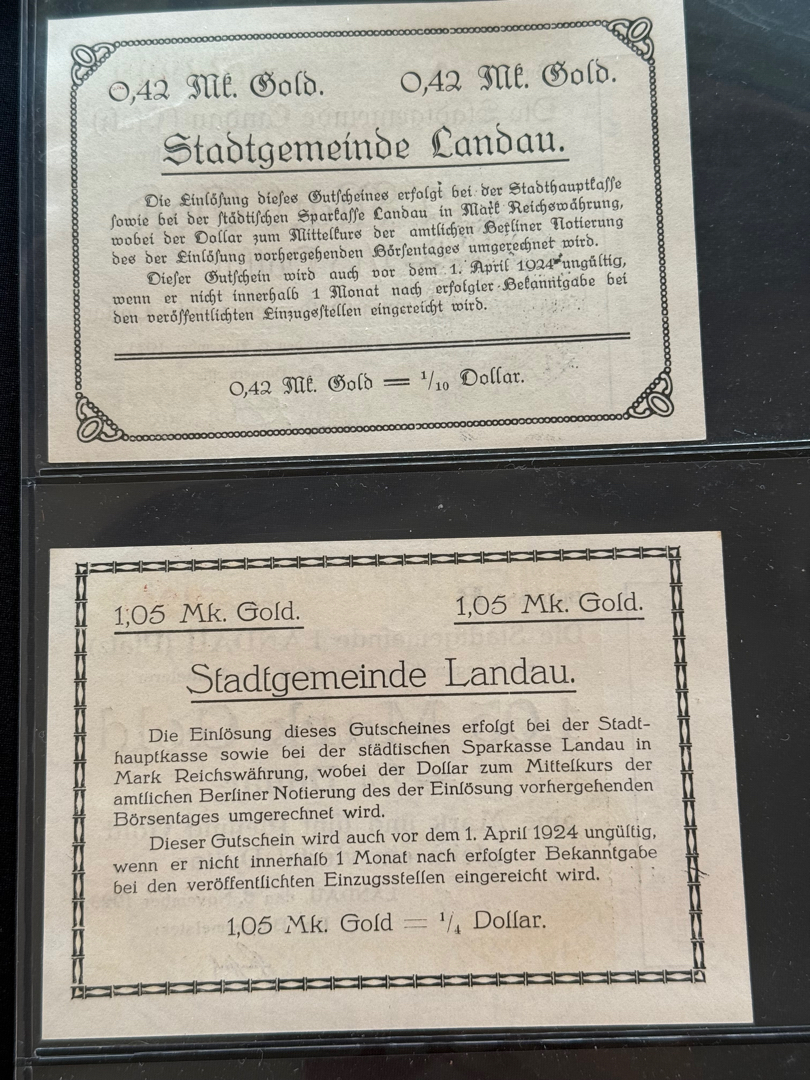 0,42 Mk. Gold. 0,42 Mk. Gold.
Stadtgemeinde Landau.
Die Einlösung dieses Gutscheines erfolgt bei der Stadthauptkasse
sowie bei der städtischen Sparkasse Landau in Mark Reichswährung,
wobei der Dollar zum Mittelkurs der amtlichen Berliner Notierung
des der Einlösung vorhergehenden Börsentages umgerechnet wird.
Dieser Gutschein wird auch vor dem 1. April 1924 ungültig,
wenn er nicht innerhalb 1 Monat nach erfolgter Bekanntgabe bei
den veröffentlichten Einzugsstellen eingereicht wird.
0,42 Mk. Gold = 1/10 Dollar.
1,05 Mk. Gold. 1,05 Mk. Gold.
Stadtgemeinde Landau.
Die Einlösung dieses Gutscheines erfolgt bei der Stadt-
hauptkasse sowie bei der städtischen Sparkasse Landau in
Mark Reichswährung, wobei der Dollar zum Mittelkurs der
amtlichen Berliner Notierung des der Einlösung vorhergehenden
Börsentages umgerechnet wird.
Dieser Gutschein wird auch vor dem 1. April 1924 ungültig,
wenn er nicht innerhalb 1 Monat nach erfolgter Bekanntgabe
bei den veröffentlichten Einzugsstellen eingereicht wird.
1,05 Mk. Gold = 1/4 Dollar.